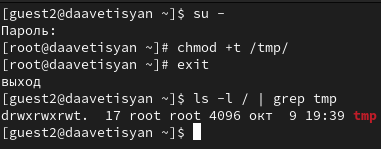 [guest2@daavetisyan ~]$ su -
Пароль:
[root@daavetisyan ~]# chmod +t /tmp/
[root@daavetisyan ~]# exit
выход
[guest2@daavetisyan ~]$ ls -l / | grep tmp
drwxrwxrwt.  17 root root 4096 окт  9 19:39 tmp
[guest2@daavetisyan ~]$